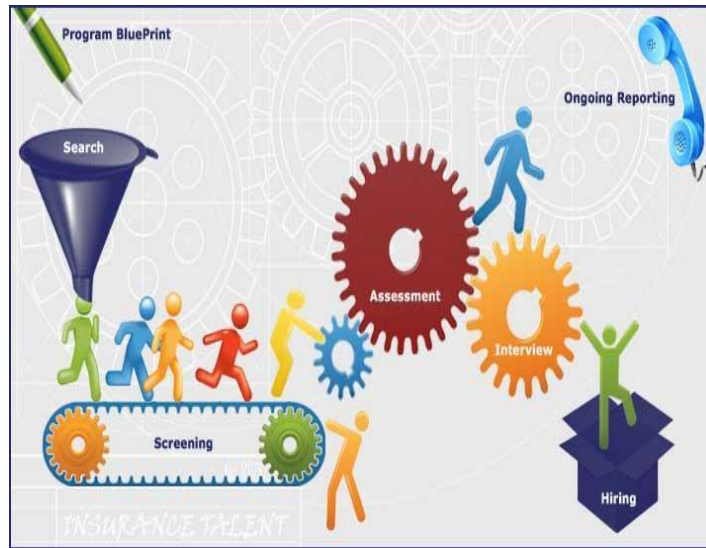 Program BluePrint
Ongoing Reporting
Search
Assessment
Interview
Screening
Hiring
INSURANCE TALENT